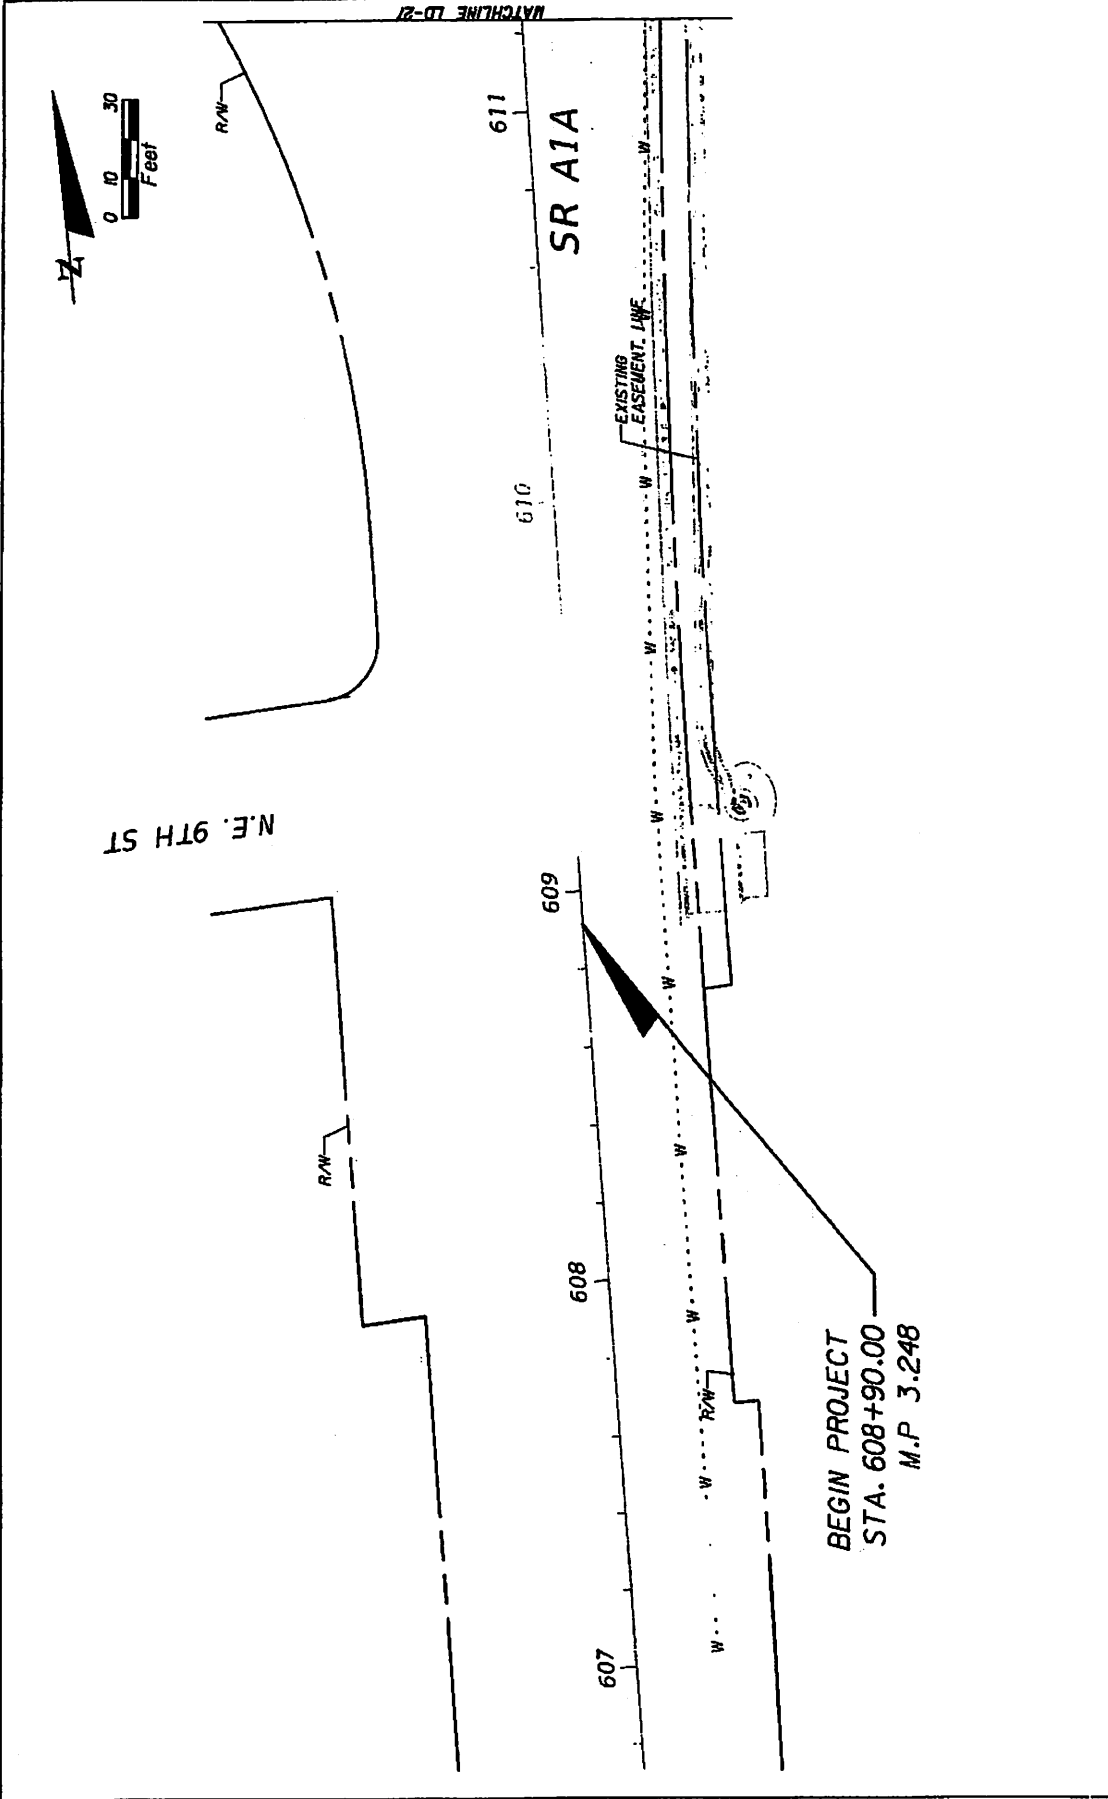 MATCHLINE LD-21
R/W
N
0 10 30
Feet
611
SR A1A
EXISTING
EASEMENT LINE
W
W
W
610
W
W
N.E. 9TH ST
609
W
R/W
W
608
W
R/W
W
W
607
BEGIN PROJECT
STA. 608+90.00
M.P 3.248